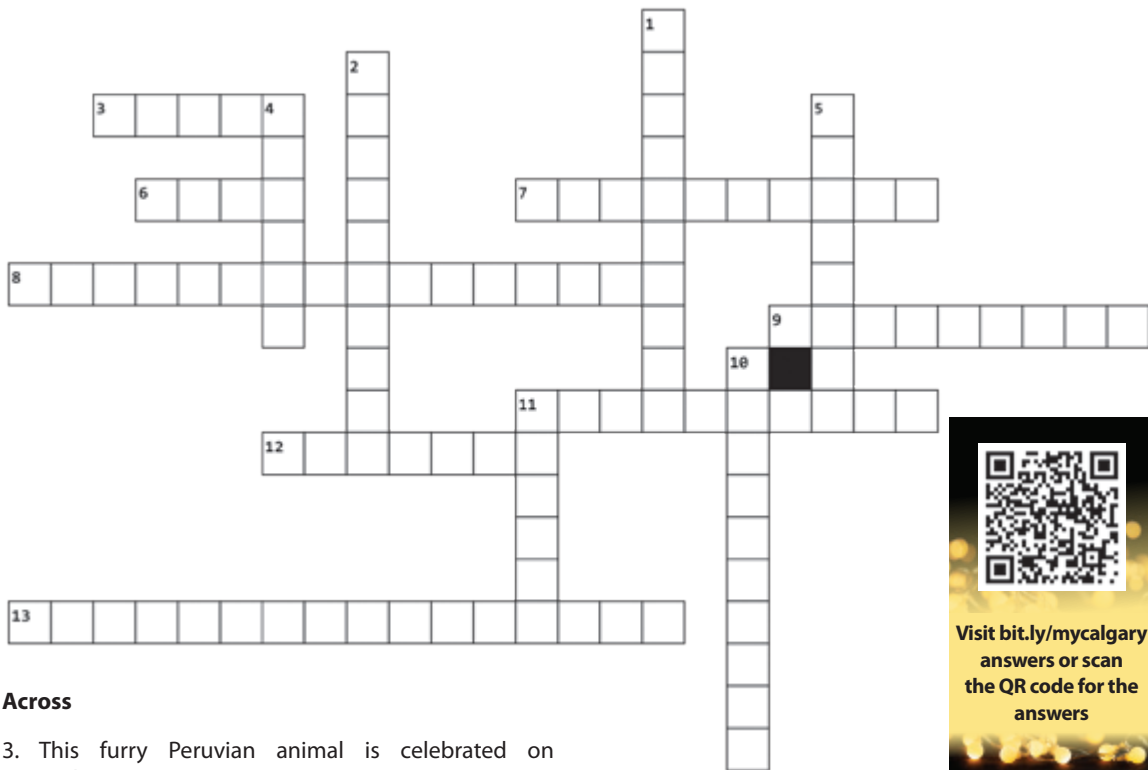 1
2
3 4 5
6 7
8
9
10
11
12
13
Visit bit.ly/mycalgary
answers or scan
the QR code for the
answers
Across
3. This furry Peruvian animal is celebrated on